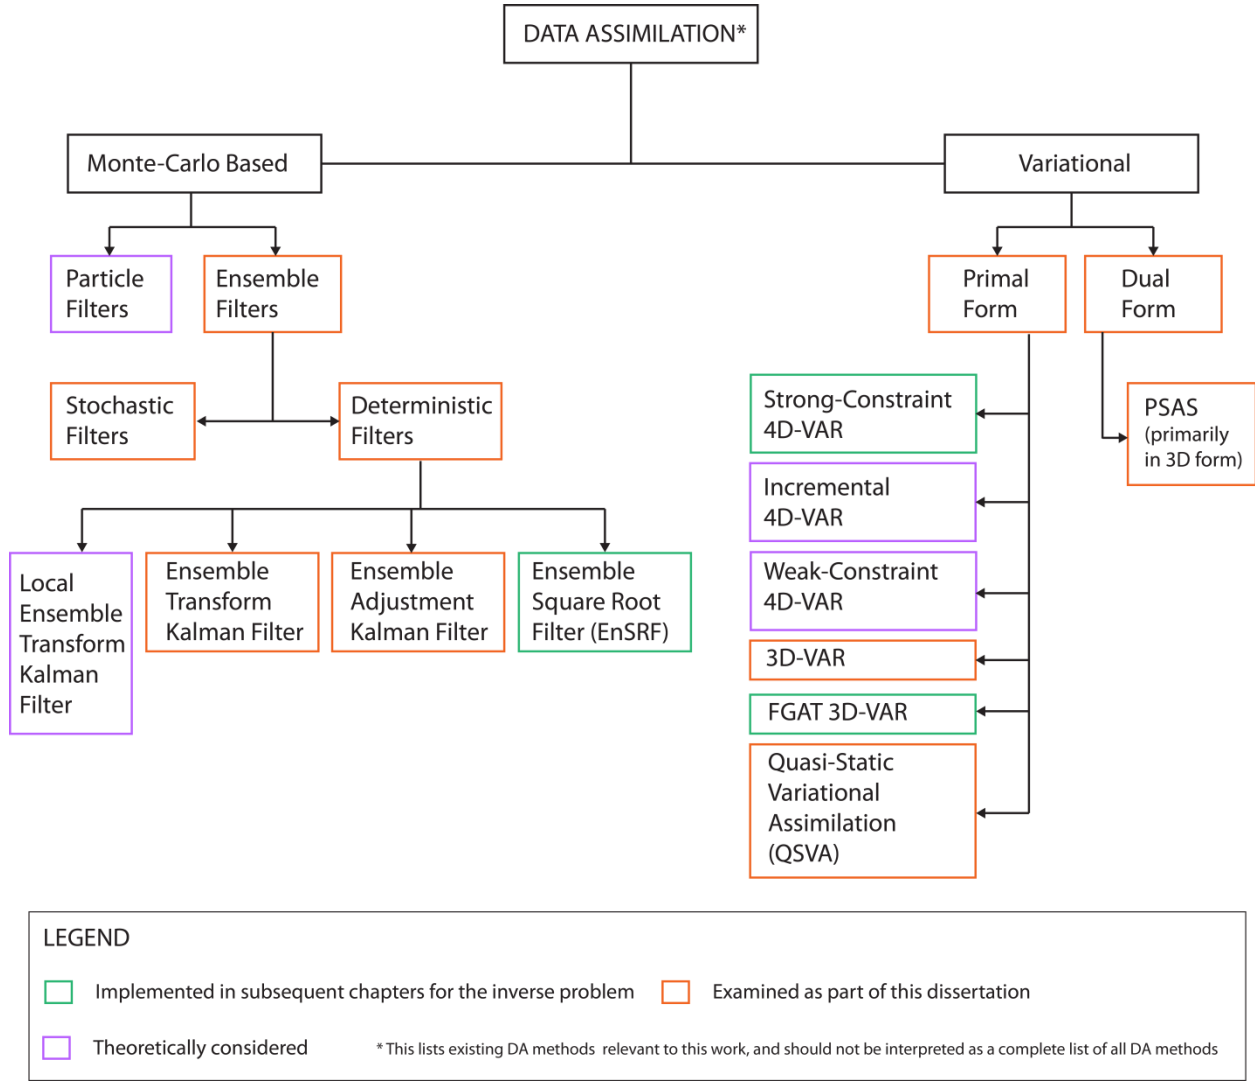 DATA ASSIMILATION*
Monte-Carlo Based
Variational
Particle
Filters
Ensemble
Filters
Primal
Form
Dual
Form
Stochastic
Filters
Deterministic
Filters
Strong-Constraint
4D-VAR
PSAS
(primarily
in 3D form)
Incremental
4D-VAR
Weak-Constraint
4D-VAR
3D-VAR
FGAT 3D-VAR
Quasi-Static
Variational
Assimilation
(QSVA)
Local
Ensemble
Transform
Kalman
Filter
Ensemble
Transform
Kalman Filter
Ensemble
Adjustment
Kalman Filter
Ensemble
Square Root
Filter (EnSRF)
LEGEND
Implemented in subsequent chapters for the inverse problem
Examined as part of this dissertation
Theoretically considered
* This lists existing DA methods relevant to this work, and should not be interpreted as a complete list of all DA methods